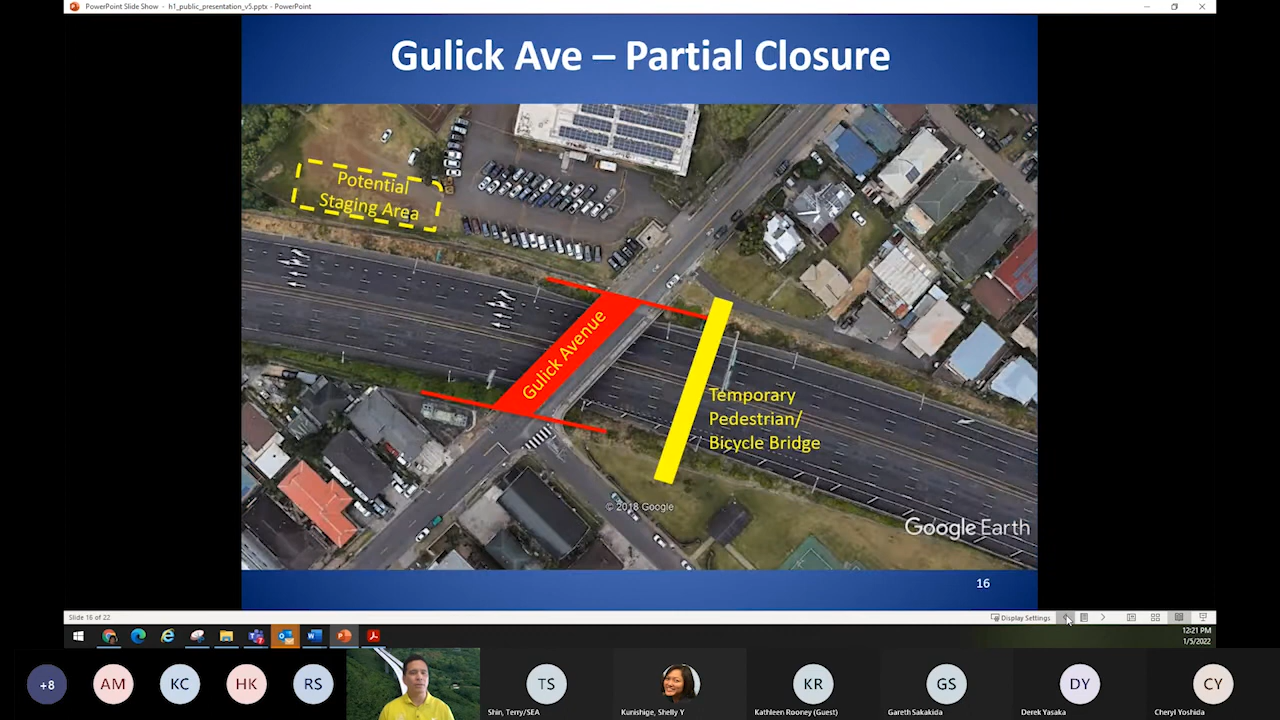 PowerPoint Slide Show - h1_public_presentation_v5.pptx - PowerPoint
Gulick Ave – Partial Closure
Potential
Staging Area
Gulick Avenue
Temporary
Pedestrian/
Bicycle Bridge
© 2018 Google
Google Earth
16
Slide 16 of 22
Display Settings
12:21 PM
1/5/2022
+8
AM
KC
HK
RS
TS
KR
GS
DY
CY
Shin, Terry/SEA
Kunishige, Shelly Y
Kathleen Rooney (Guest)
Gareth Sakakida
Derek Yasaka
Cheryl Yoshida